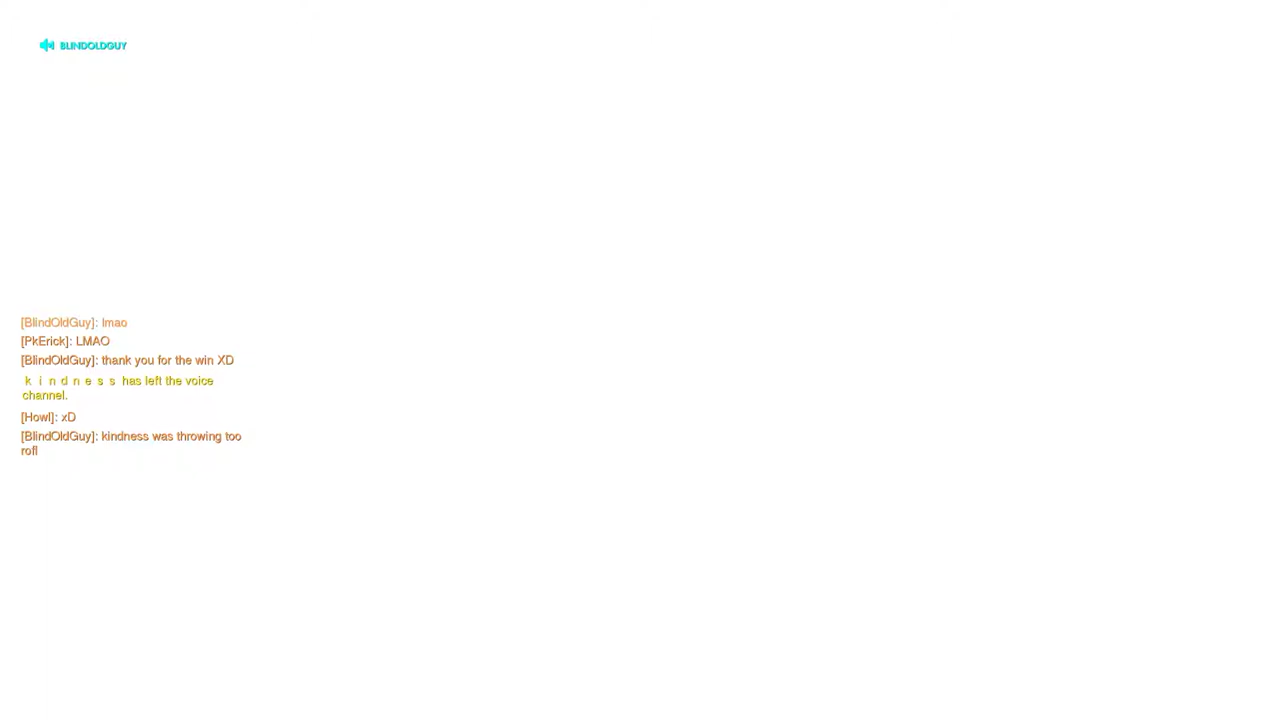 BLINDOLDGUY
[BlindOldGuy]: lmao
[PkErick]: LMAO
[BlindOldGuy]: thank you for the win XD
k i n d n e s s has left the voice
channel.
[Howl]: xD
[BlindOldGuy]: kindness was throwing too
rofl